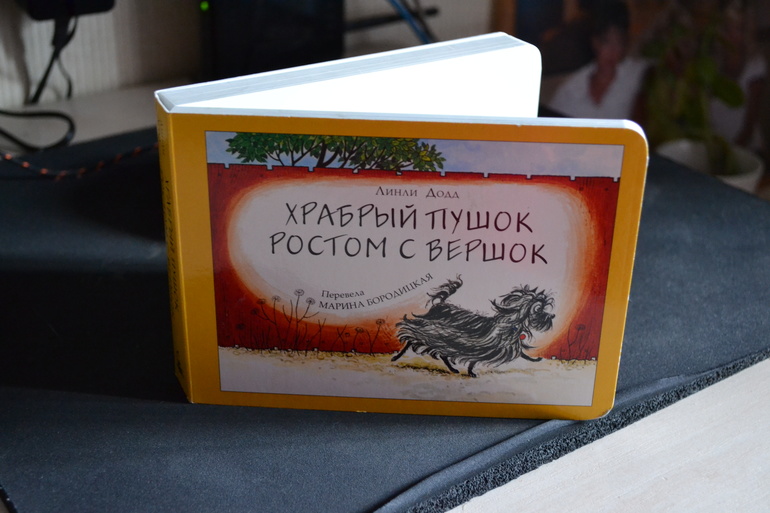 Линли Додд
ХРАБРЫЙ ПУШОК
РОСТОМ С ВЕРШОК
Перевела
МАРИНА БОРОДИЦКАЯ